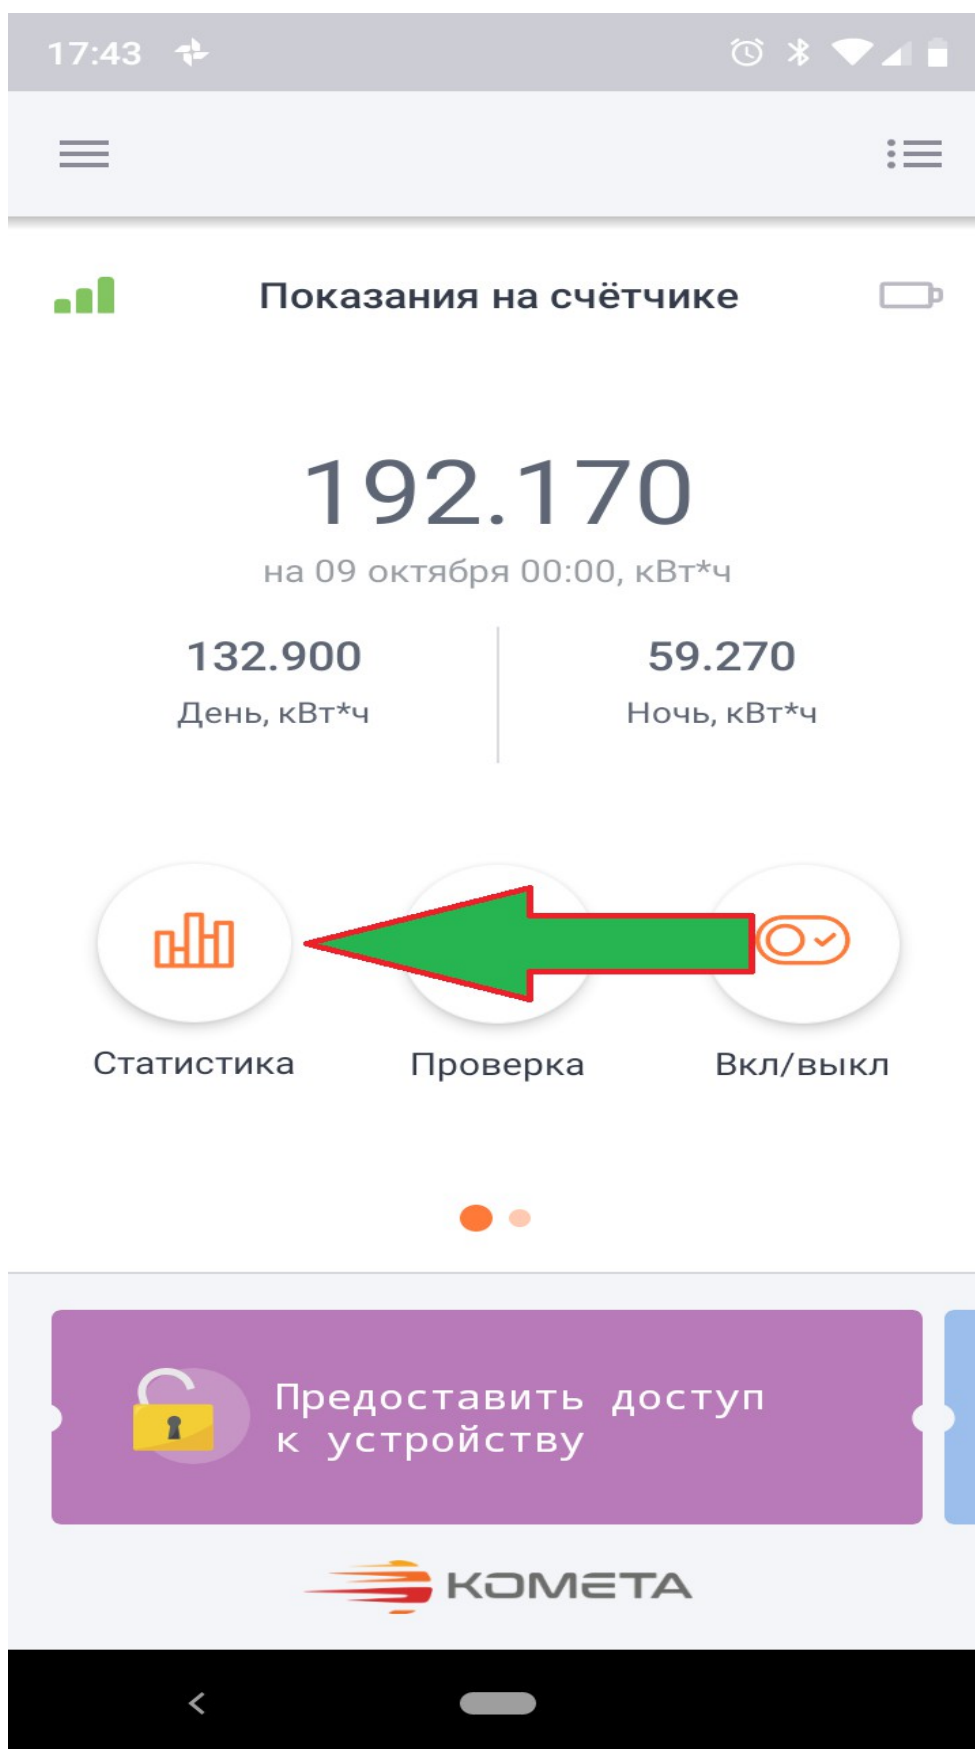 17:43
Показания на счётчике
192.170
на 09 октября 00:00, кВт*ч
132.900 59.270
День, кВт*ч Ночь, кВт*ч
Статистика Проверка Вкл/выкл
Предоставить доступ
к устройству
КОМЕТА